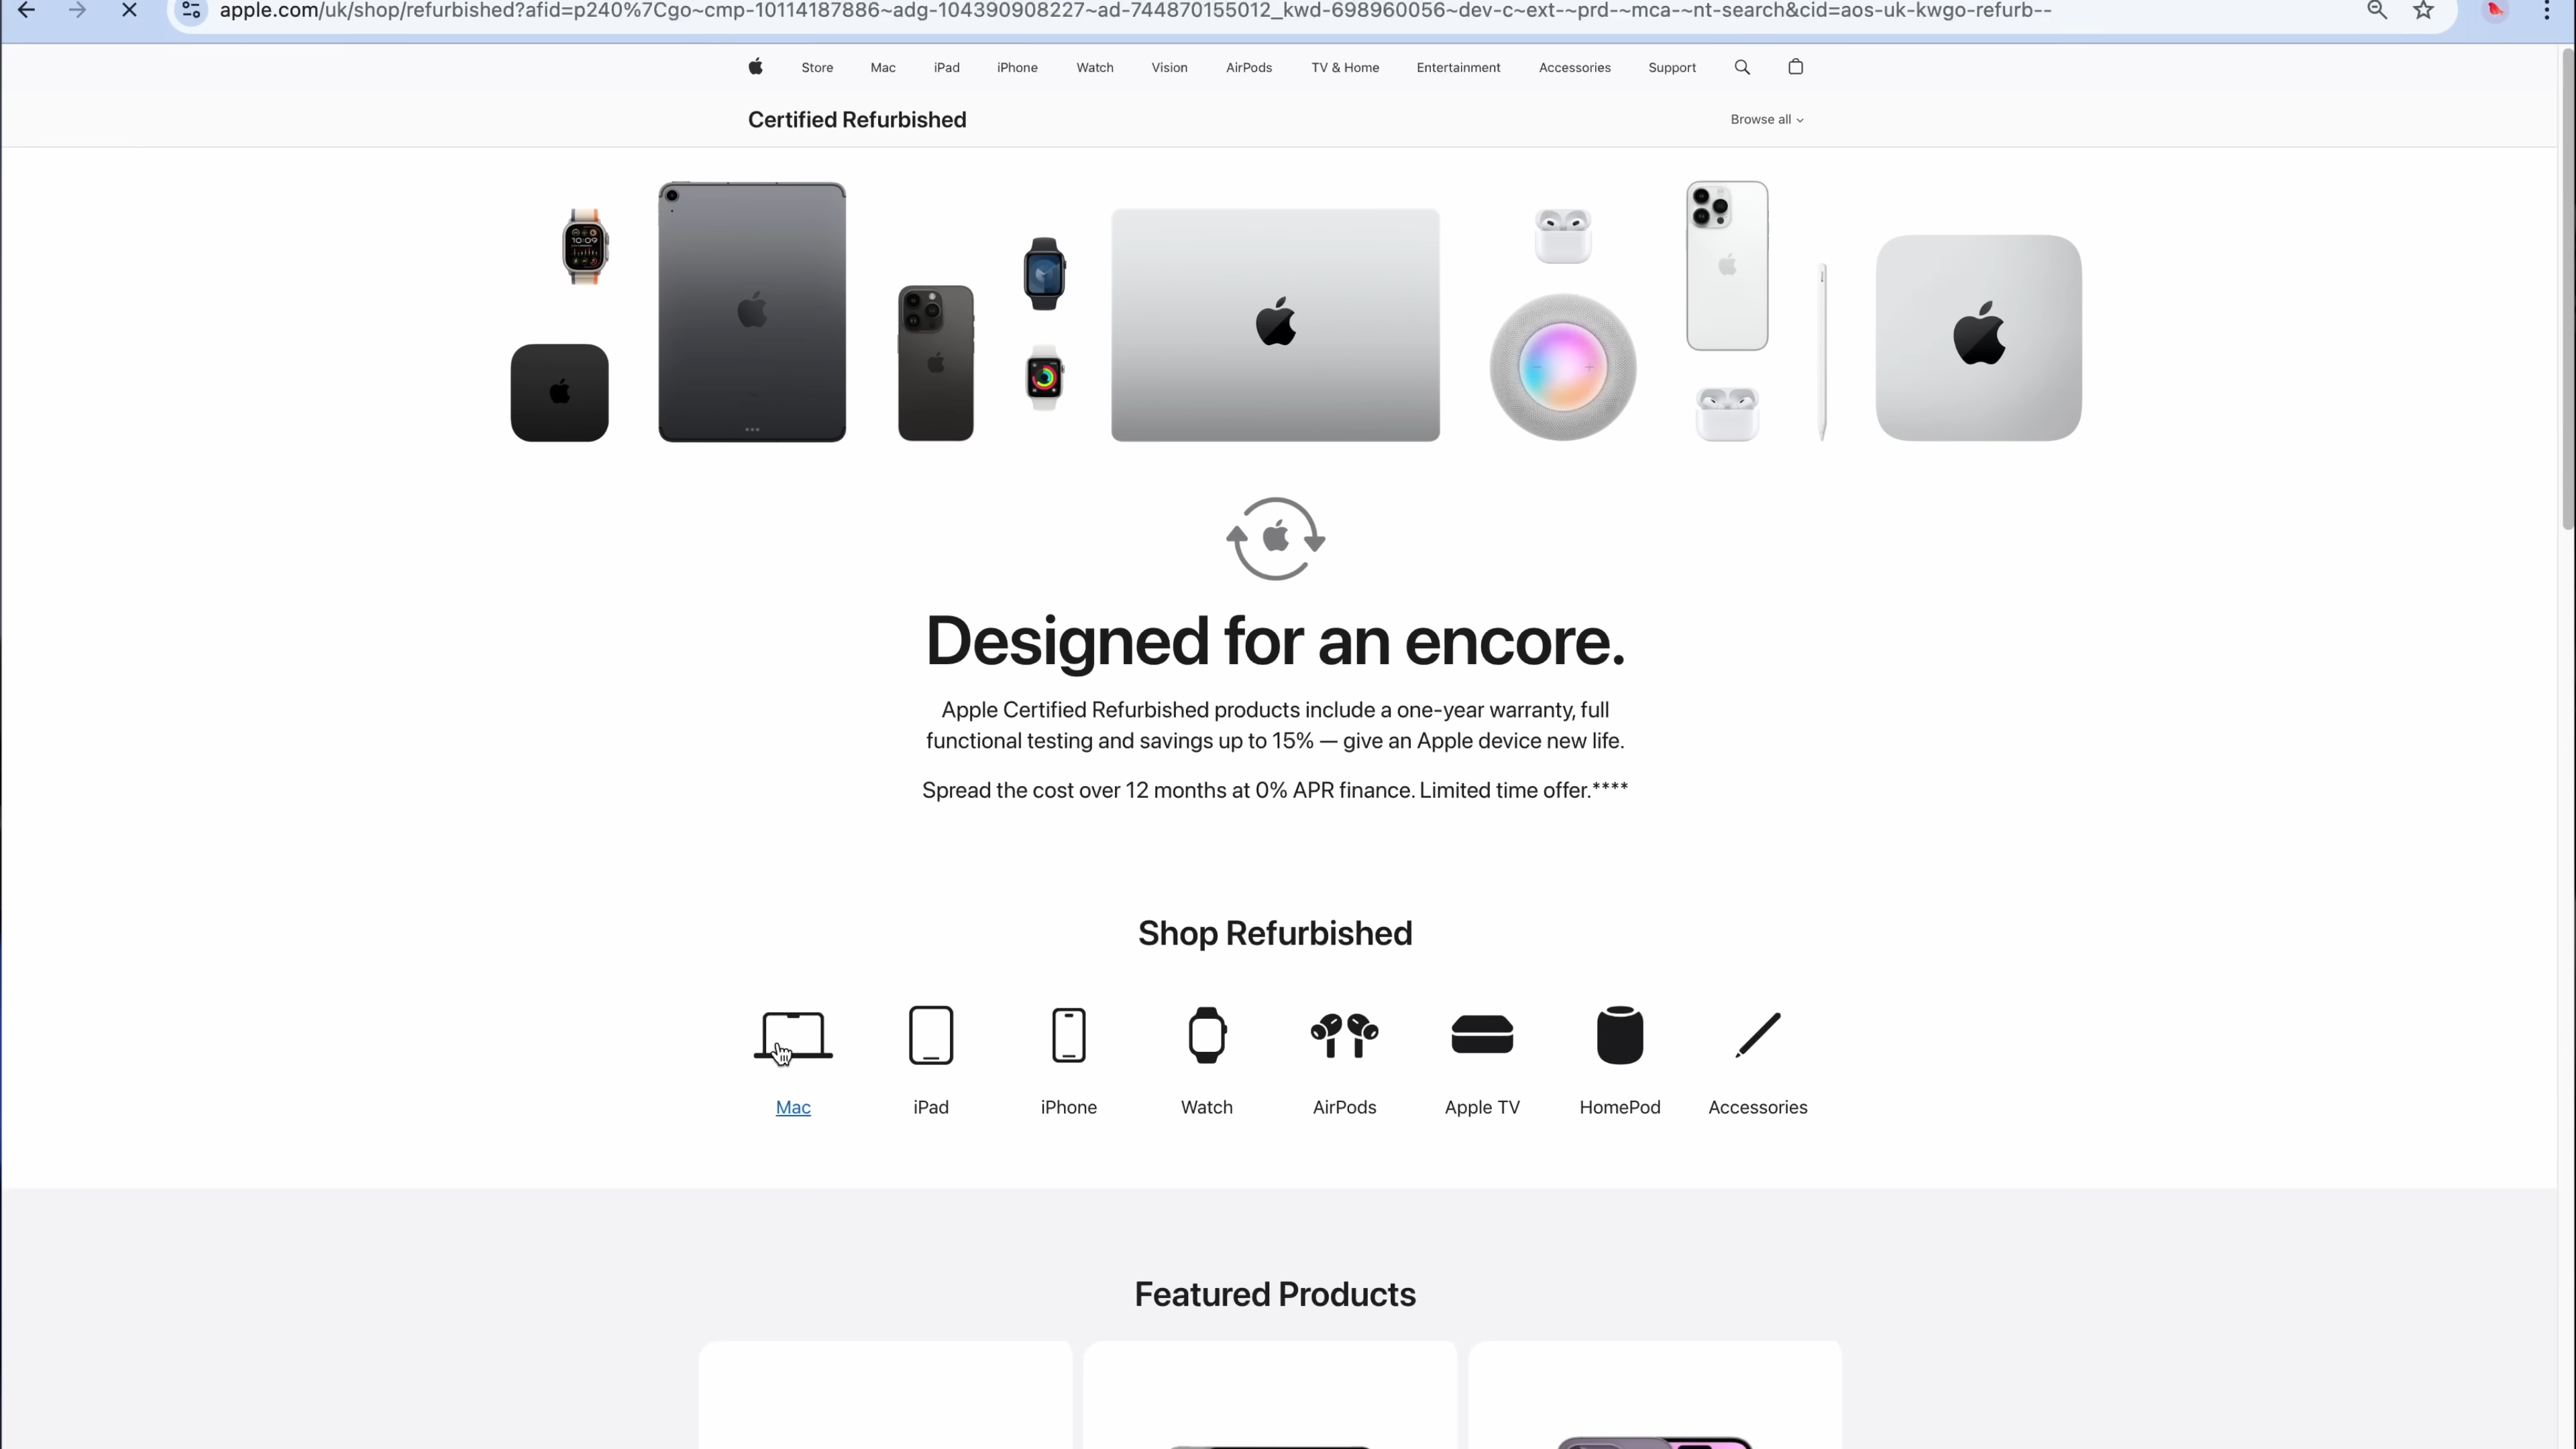 apple.com/uk/shop/refurbished?afid=p240%7Cgo~cmp-10114187886~adg-104390908227~ad-744870155012_kwd-698960056~dev-c~ext-~prd-~mca-~nt-search&cid=aos-uk-kwgo-refurb--
Store Mac iPad iPhone Watch Vision AirPods TV & Home Entertainment Accessories Support
Certified Refurbished Browse all
10:09
Designed for an encore.
Apple Certified Refurbished products include a one-year warranty, full
functional testing and savings up to 15% — give an Apple device new life.
Spread the cost over 12 months at 0% APR finance. Limited time offer.****
Shop Refurbished
Mac iPad iPhone Watch AirPods Apple TV HomePod Accessories
Featured Products